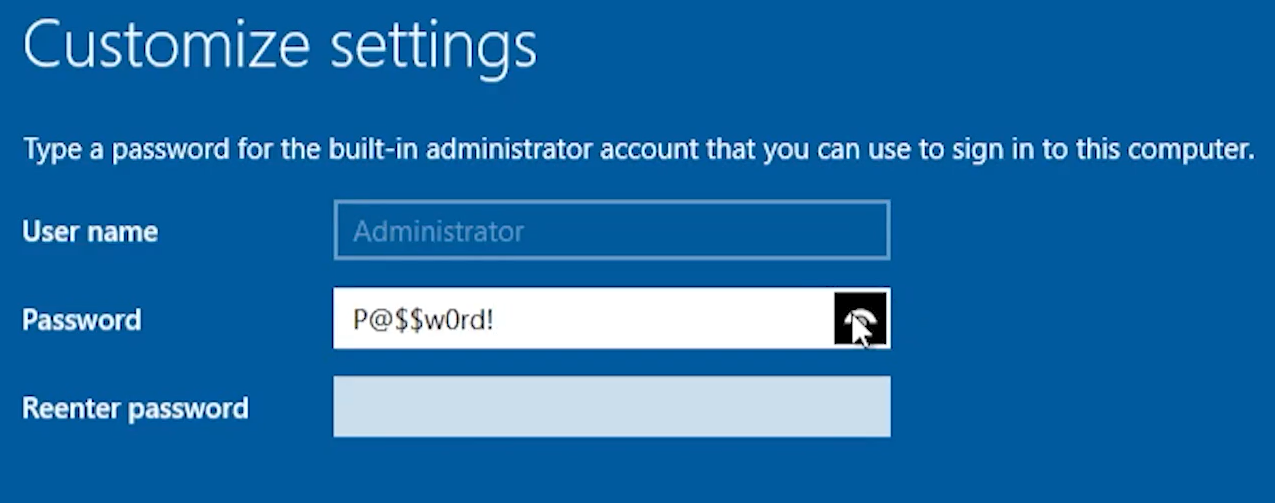 Customize settings
Type a password for the built-in administrator account that you can use to sign in to this computer.
User name Administrator
Password P@$$w0rd!
Reenter password